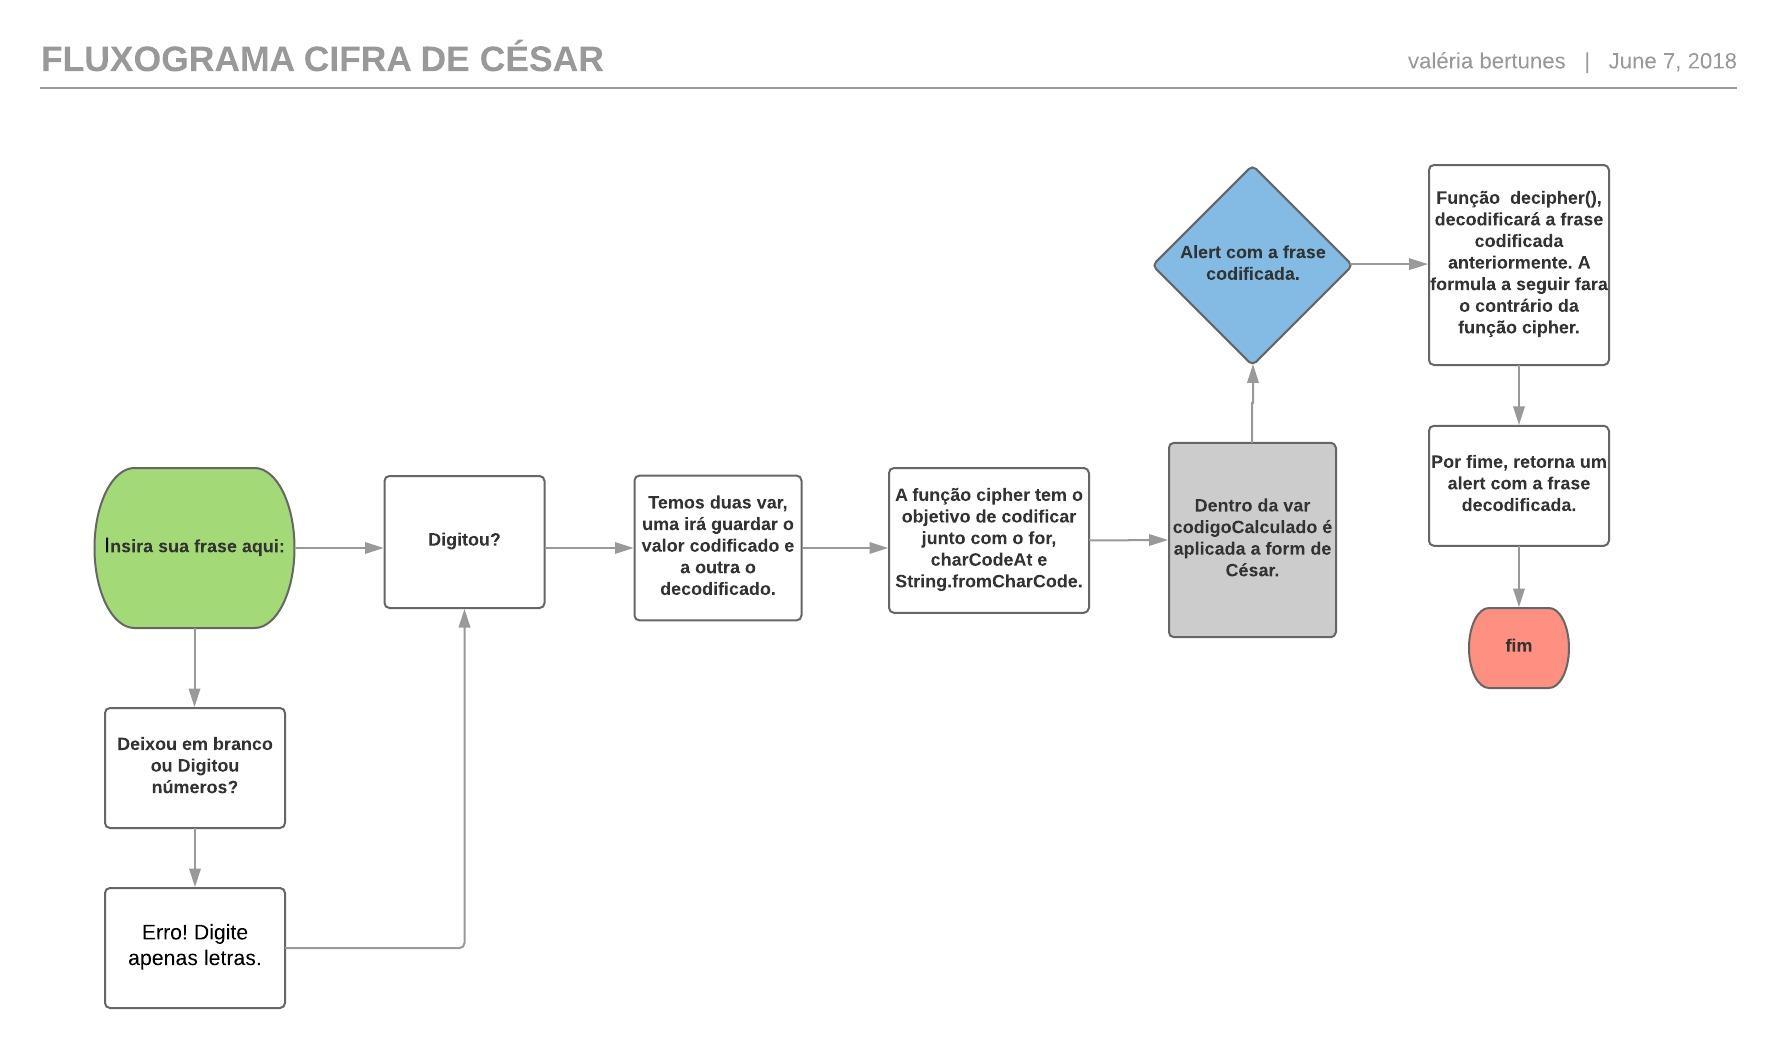 FLUXOGRAMA CIFRA DE CÉSAR
valéria bertunes | June 7, 2018
Insira sua frase aqui:
Digitou?
Temos duas var,
uma irá guardar o
valor codificado e
a outra o
decodificado.
A função cipher tem o
objetivo de codificar
junto com o for,
charCodeAt e
String.fromCharCode.
Dentro da var
codigoCalculado é
aplicada a form de
César.
Alert com a frase
codificada.
Função decipher(),
decodificará a frase
codificada
anteriormente. A
formula a seguir fara
o contrário da
função cipher.
Por fime, retorna um
alert com a frase
decodificada.
fim
Deixou em branco
ou Digitou
números?
Erro! Digite
apenas letras.